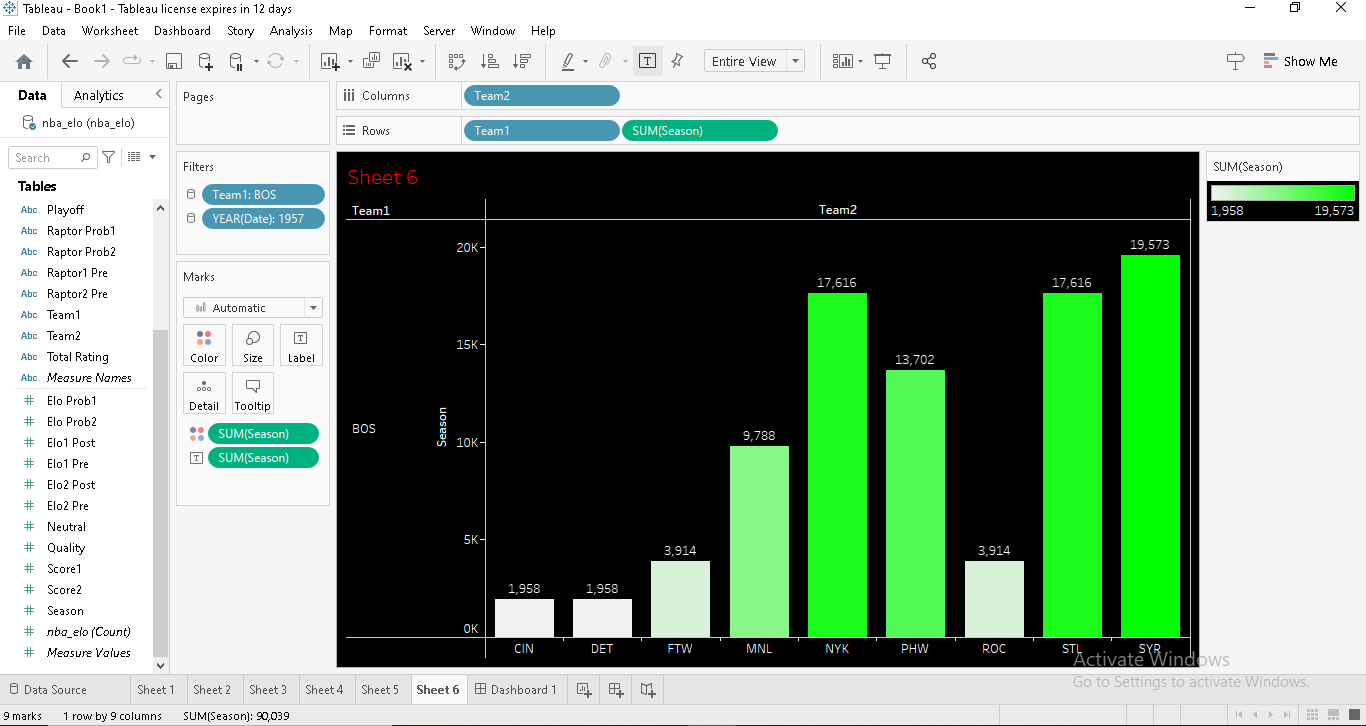 Tableau - Book1 - Tableau license expires in 12 days
File Data Worksheet Dashboard Story Analysis Map Format Server Window Help
Entire View
Show Me
Data Analytics
nba_elo (nba_elo)
Search
Tables
Abc Playoff
Abc Raptor Prob1
Abc Raptor Prob2
Abc Raptor1 Pre
Abc Raptor2 Pre
Abc Team1
Abc Team2
Abc Total Rating
Abc Measure Names
# Elo Prob1
# Elo Prob2
# Elo1 Post
# Elo1 Pre
# Elo2 Post
# Elo2 Pre
# Neutral
# Quality
# Score1
# Score2
# Season
# nba_elo (Count)
# Measure Values
Pages
Filters
Team1: BOS
YEAR(Date): 1957
Marks
Automatic
Color Size Label
Detail Tooltip
SUM(Season)
SUM(Season)
Columns Team2
Rows Team1 SUM(Season)
Sheet 6
Team1 Team2
BOS
Season
20K
15K
10K
5K
0K
1,958 1,958 3,914 9,788 17,616 13,702 3,914 17,616 19,573
CIN DET FTW MNL NYK PHW ROC STL SYR
SUM(Season)
1,958 19,573
Activate Windows
Go to Settings to activate Windows.
Data Source Sheet 1 Sheet 2 Sheet 3 Sheet 4 Sheet 5 Sheet 6 Dashboard 1
9 marks 1 row by 9 columns SUM(Season): 90,039